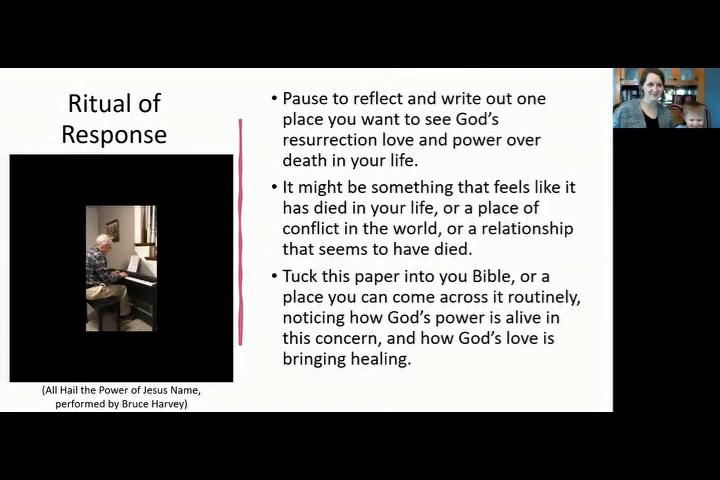 Ritual of
Response
• Pause to reflect and write out one
place you want to see God's
resurrection love and power over
death in your life.
• It might be something that feels like it
has died in your life, or a place of
conflict in the world, or a relationship
that seems to have died.
• Tuck this paper into you Bible, or a
place you can come across it routinely,
noticing how God's power is alive in
this concern, and how God's love is
bringing healing.
(All Hail the Power of Jesus Name,
performed by Bruce Harvey)